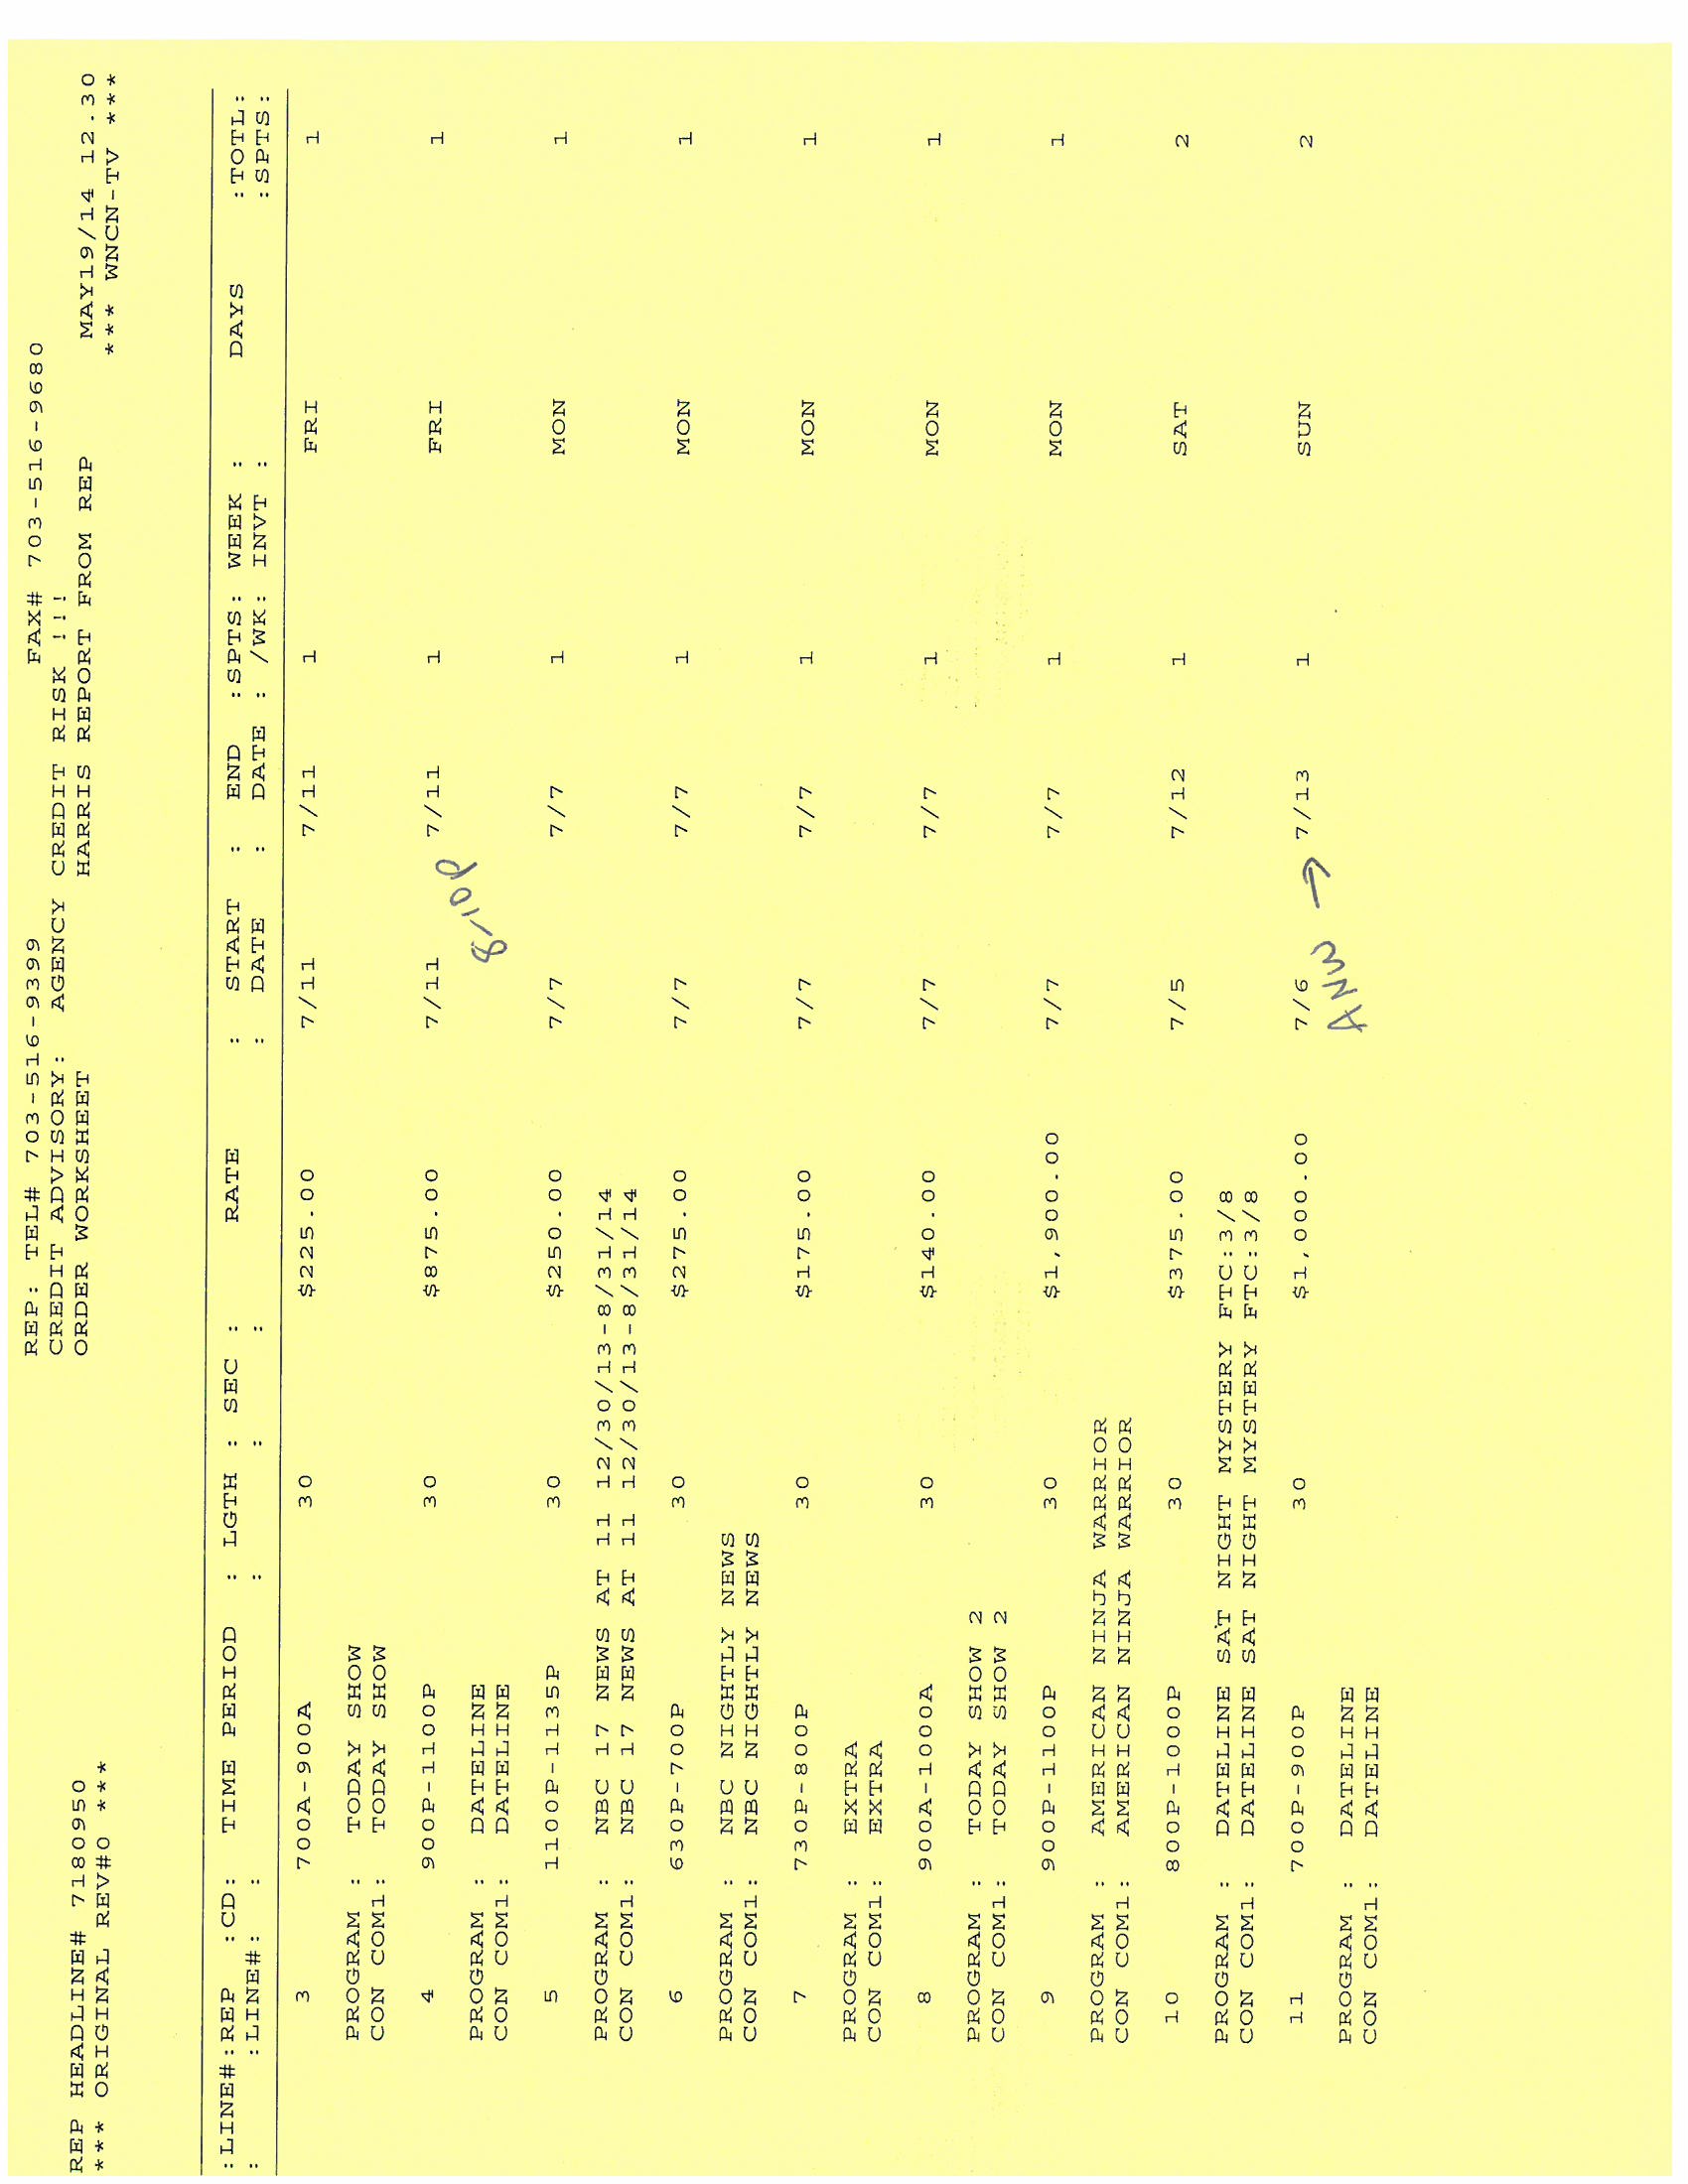 REP: TEL# 703-516-9399 FAX# 703-516-9680
CREDIT ADVISORY: AGENCY CREDIT RISK !!!
REP HEADLINE# 7180950 ORDER WORKSHEET HARRIS REPORT FROM REP MAY19/14 12.30
*** ORIGINAL REV#0 *** *** WNCN-TV ***
:LINE#:REP :CD: TIME PERIOD : LGTH : SEC : RATE : START : END :SPTS: WEEK : DAYS :TOTL:
: :LINE#: : : : : DATE : DATE : /WK: INVT : :SPTS:
3 700A-900A 30 $225.00 7/11 7/11 1 FRI 1
PROGRAM : TODAY SHOW
CON COM1: TODAY SHOW
4 900P-1100P 30 $875.00 7/11 7/11 1 FRI 1
8-10p
PROGRAM : DATELINE
CON COM1: DATELINE
5 1100P-1135P 30 $250.00 7/7 7/7 1 MON 1
PROGRAM : NBC 17 NEWS AT 11 12/30/13-8/31/14
CON COM1: NBC 17 NEWS AT 11 12/30/13-8/31/14
6 630P-700P 30 $275.00 7/7 7/7 1 MON 1
PROGRAM : NBC NIGHTLY NEWS
CON COM1: NBC NIGHTLY NEWS
7 730P-800P 30 $175.00 7/7 7/7 1 MON 1
PROGRAM : EXTRA
CON COM1: EXTRA
8 900A-1000A 30 $140.00 7/7 7/7 1 MON 1
PROGRAM : TODAY SHOW 2
CON COM1: TODAY SHOW 2
9 900P-1100P 30 $1,900.00 7/7 7/7 1 MON 1
PROGRAM : AMERICAN NINJA WARRIOR
CON COM1: AMERICAN NINJA WARRIOR
10 800P-1000P 30 $375.00 7/5 7/12 1 SAT 2
PROGRAM : DATELINE SAT NIGHT MYSTERY FTC:3/8
CON COM1: DATELINE SAT NIGHT MYSTERY FTC:3/8
11 700P-900P 30 $1,000.00 7/6 7/13 1 SUN 2
ANW →
PROGRAM : DATELINE
CON COM1: DATELINE